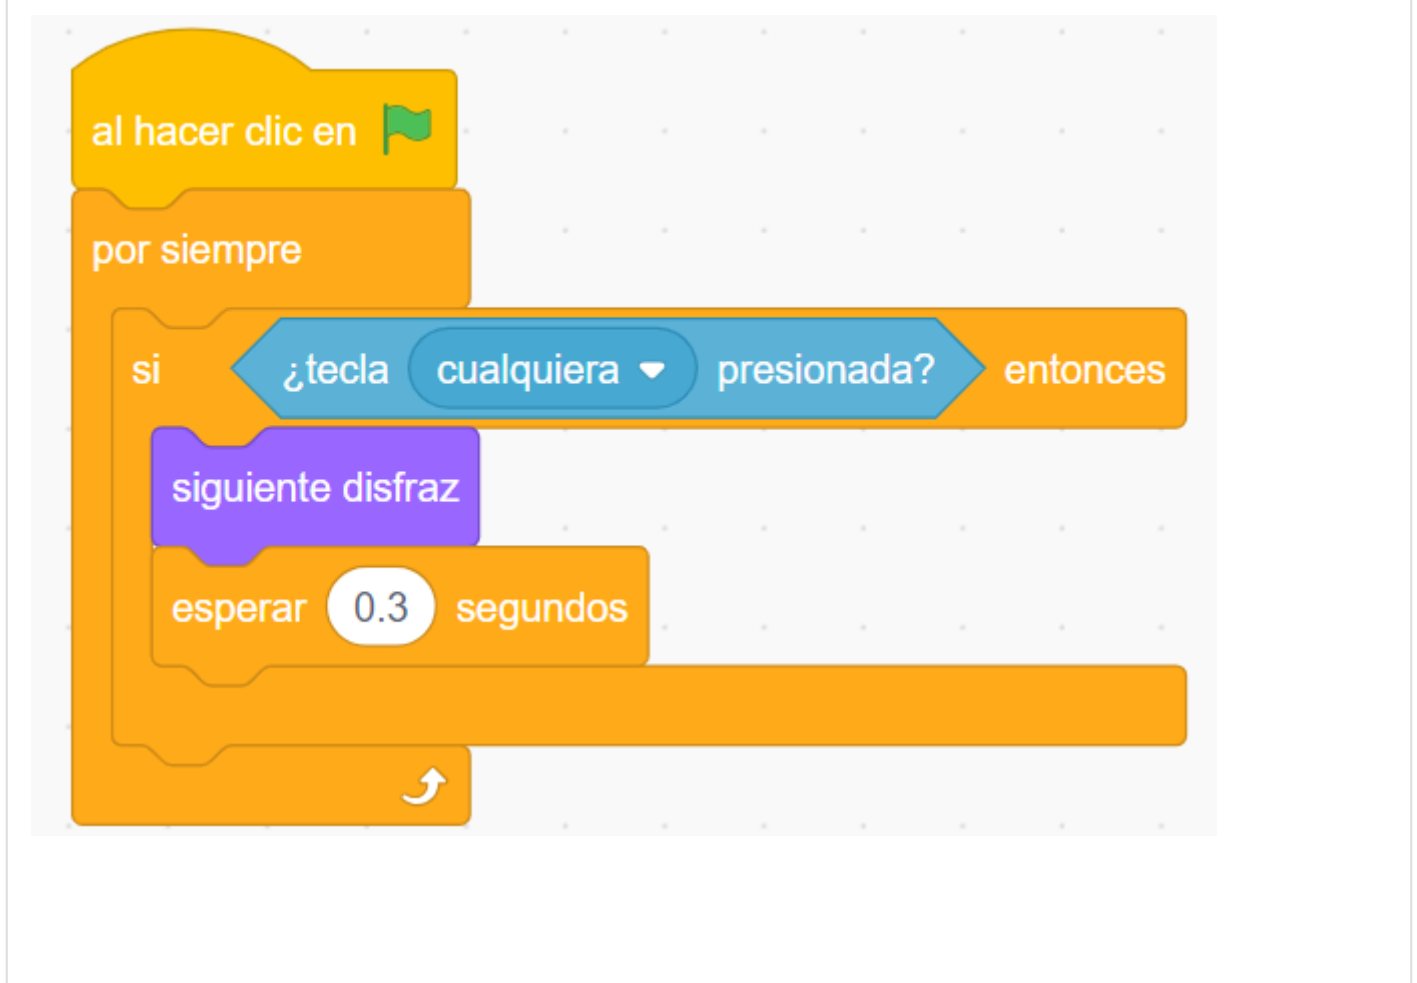 al hacer clic en
por siempre
si ¿tecla cualquiera presionada? entonces
siguiente disfraz
esperar 0.3 segundos